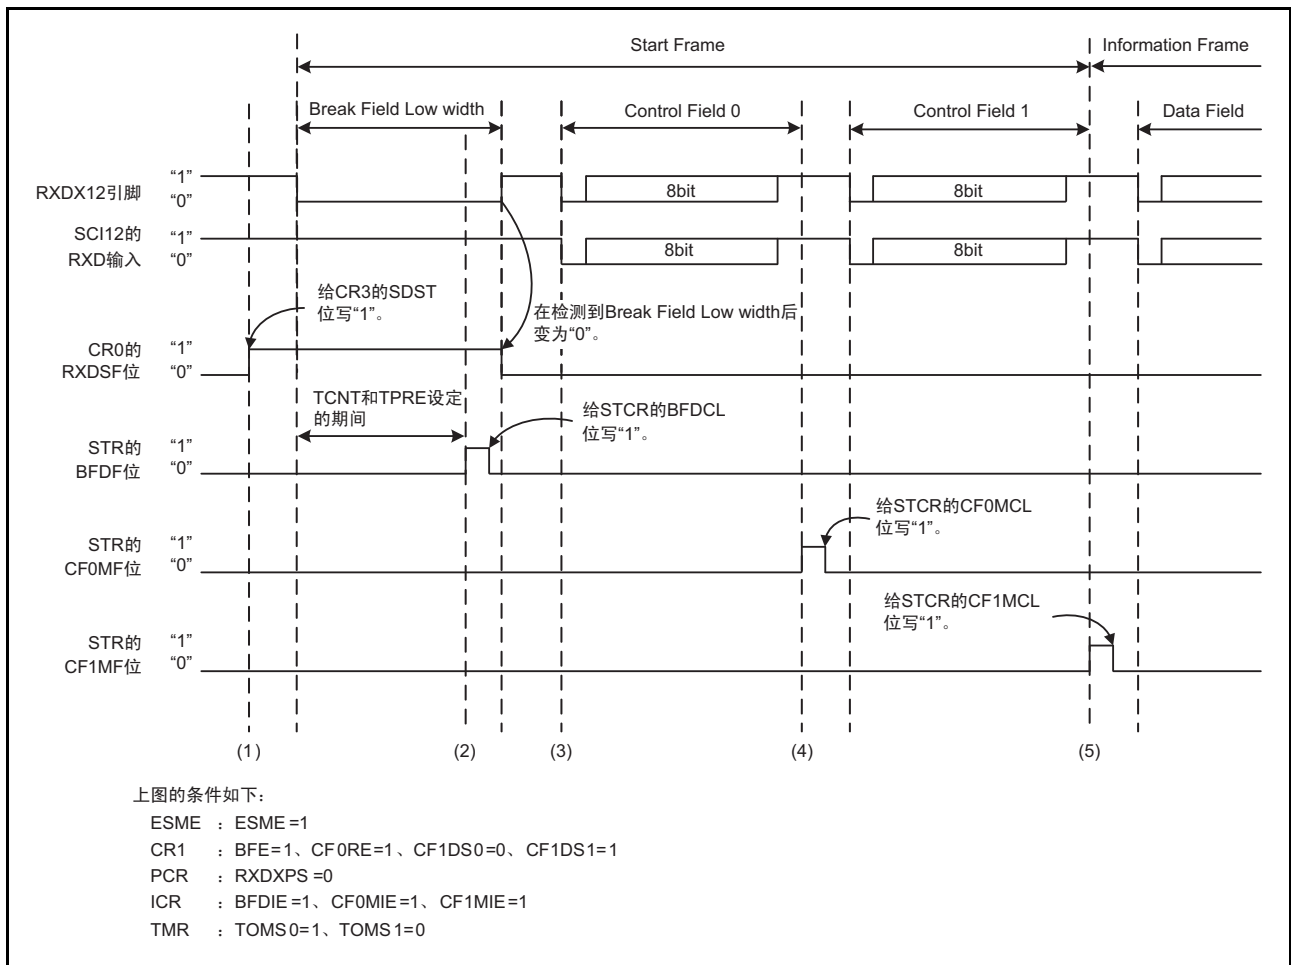 Start Frame
Information Frame
Break Field Low width
Control Field 0
Control Field 1
Data Field
RXDX12引脚
“1”
“0”
8bit
8bit
SCI12的
RXD输入
“1”
“0”
8bit
8bit
给CR3的SDST
位写“1”。
在检测到Break Field Low width后
变为“0”。
CR0的
RXDSF位
“1”
“0”
TCNT和TPRE设定
的期间
给STCR的BFDCL
位写“1”。
STR的
BFDF位
“1”
“0”
给STCR的CF0MCL
位写“1”。
STR的
CF0MF位
“1”
“0”
给STCR的CF1MCL
位写“1”。
STR的
CF1MF位
“1”
“0”
(1)
(2)
(3)
(4)
(5)
上图的条件如下：
ESME ：ESME=1
CR1 ：BFE=1、CF0RE=1、CF1DS0=0、CF1DS1=1
PCR ：RXDXPS=0
ICR ：BFDIE=1、CF0MIE=1、CF1MIE=1
TMR ：TOMS0=1、TOMS1=0